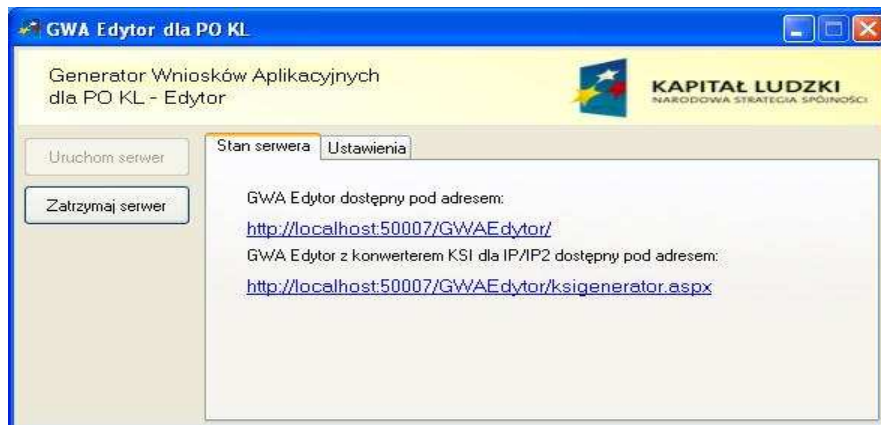 GWA Edytor dla PO KL
Generator Wniosków Aplikacyjnych
dla PO KL - Edytor
KAPITAŁ LUDZKI
NARODOWA STRATEGIA SPÓJNOŚCI
Uruchom serwer
Zatrzymaj serwer
Stan serwera
Ustawienia
GWA Edytor dostępny pod adresem:
http://localhost:50007/GWAEdytor/
GWA Edytor z konwerterem KSI dla IP/IP2 dostępny pod adresem:
http://localhost:50007/GWAEdytor/ksigenerator.aspx